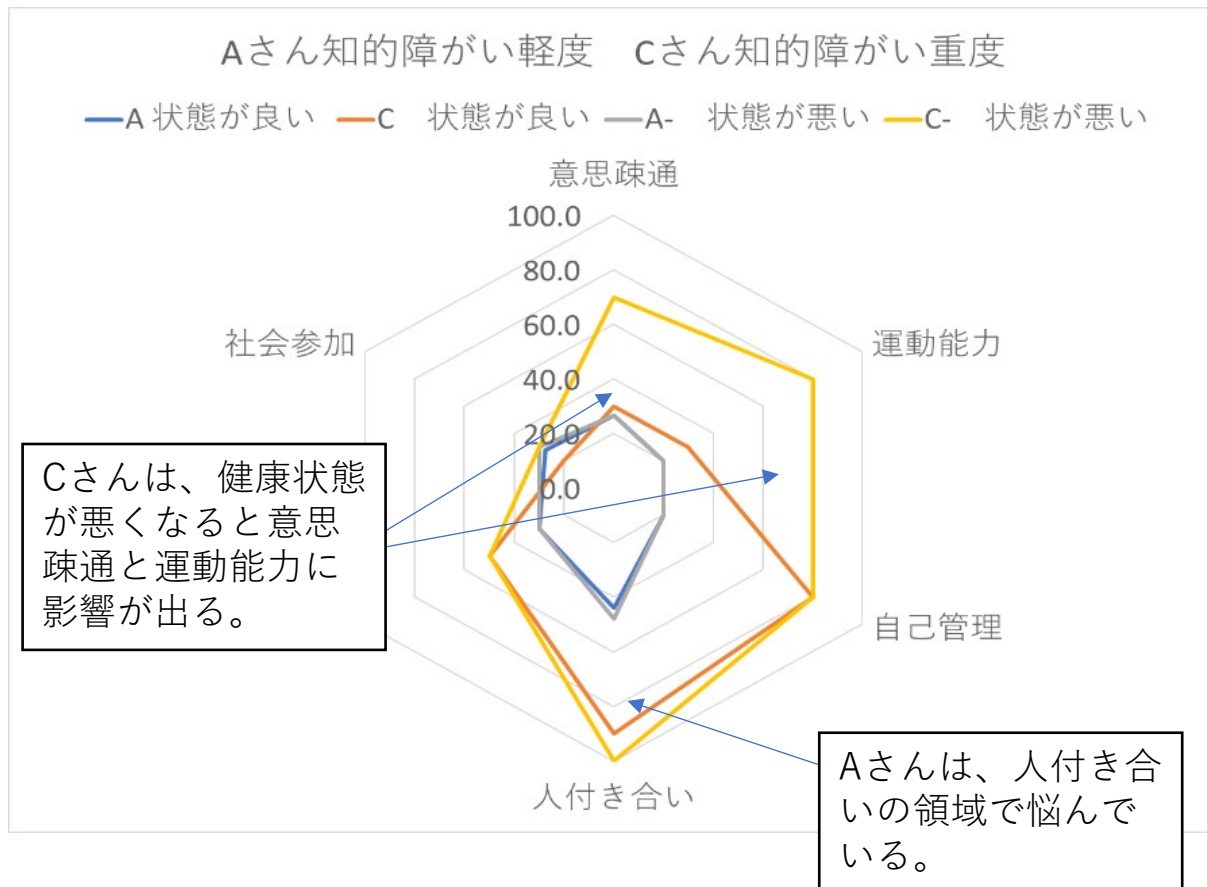 Aさん知的障がい軽度　Cさん知的障がい重度
A 状態が良い　C　状態が良い　A-　状態が悪い　C-　状態が悪い
意思疎通
100.0
80.0
60.0
40.0
20.0
0.0
運動能力
自己管理
人付き合い
社会参加
Cさんは、健康状態
が悪くなると意思
疎通と運動能力に
影響が出る。
Aさんは、人付き合
いの領域で悩んで
いる。